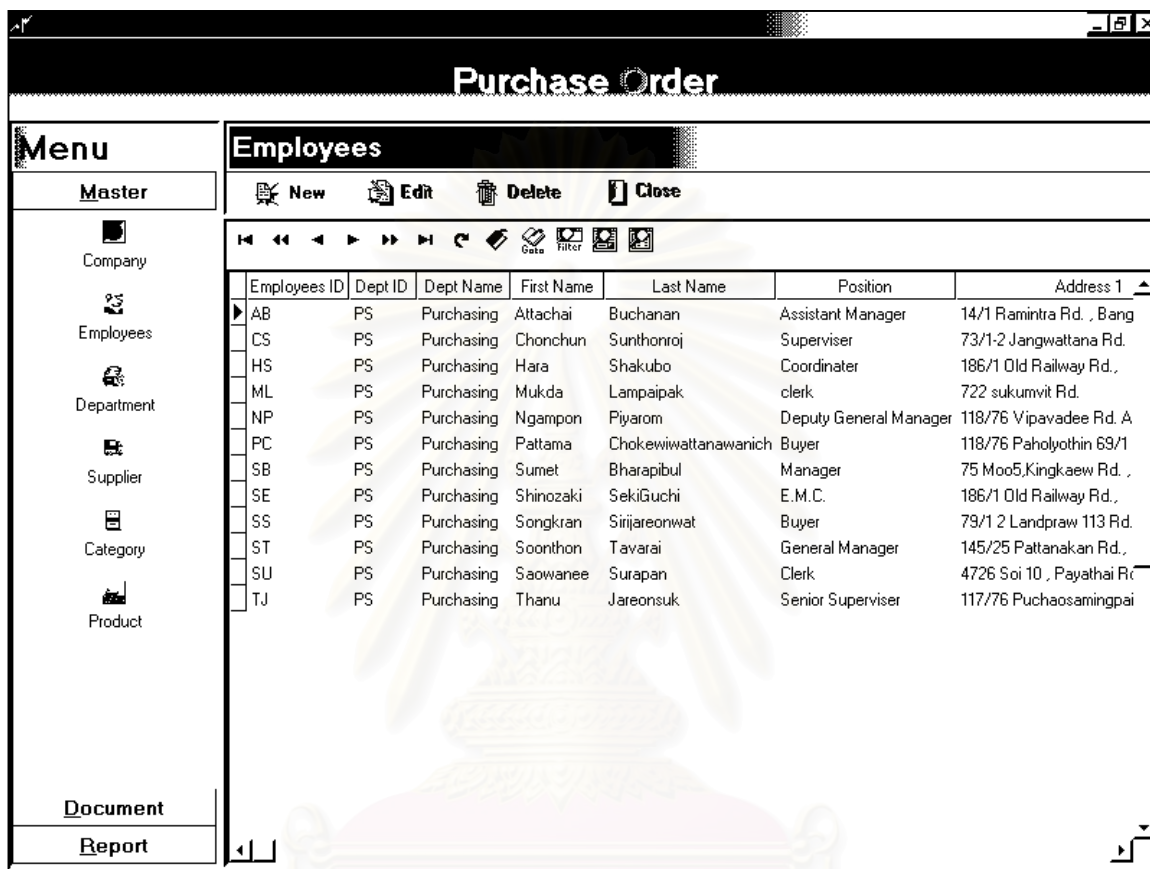 Purchase Order
Menu
Employees
Master
New Edit Delete Close
Company
Employees
Department
Supplier
Category
Product
Document
Report
Goto Filter
Employees ID Dept ID Dept Name First Name Last Name Position Address 1
AB PS Purchasing Attachai Buchanan Assistant Manager 14/1 Ramintra Rd. , Bang
CS PS Purchasing Chonchun Sunthonroj Superviser 73/1-2 Jangwattana Rd.
HS PS Purchasing Hara Shakubo Coordinater 186/1 Old Railway Rd.,
ML PS Purchasing Mukda Lampaipak clerk 722 sukumvit Rd.
NP PS Purchasing Ngampon Piyarom Deputy General Manager 118/76 Vipavadee Rd. A
PC PS Purchasing Pattama Chokewiwattanawanich Buyer 118/76 Paholyothin 69/1
SB PS Purchasing Sumet Bharapibul Manager 75 Moo5,Kingkaew Rd. ,
SE PS Purchasing Shinozaki SekiGuchi E.M.C. 186/1 Old Railway Rd.,
SS PS Purchasing Songkran Sirijareonwat Buyer 79/1 2 Landpraw 113 Rd.
ST PS Purchasing Soonthon Tavarai General Manager 145/25 Pattanakan Rd.,
SU PS Purchasing Saowanee Surapan Clerk 4726 Soi 10 , Payathai
TJ PS Purchasing Thanu Jareonsuk Senior Superviser 117/76 Puchaosamingpai